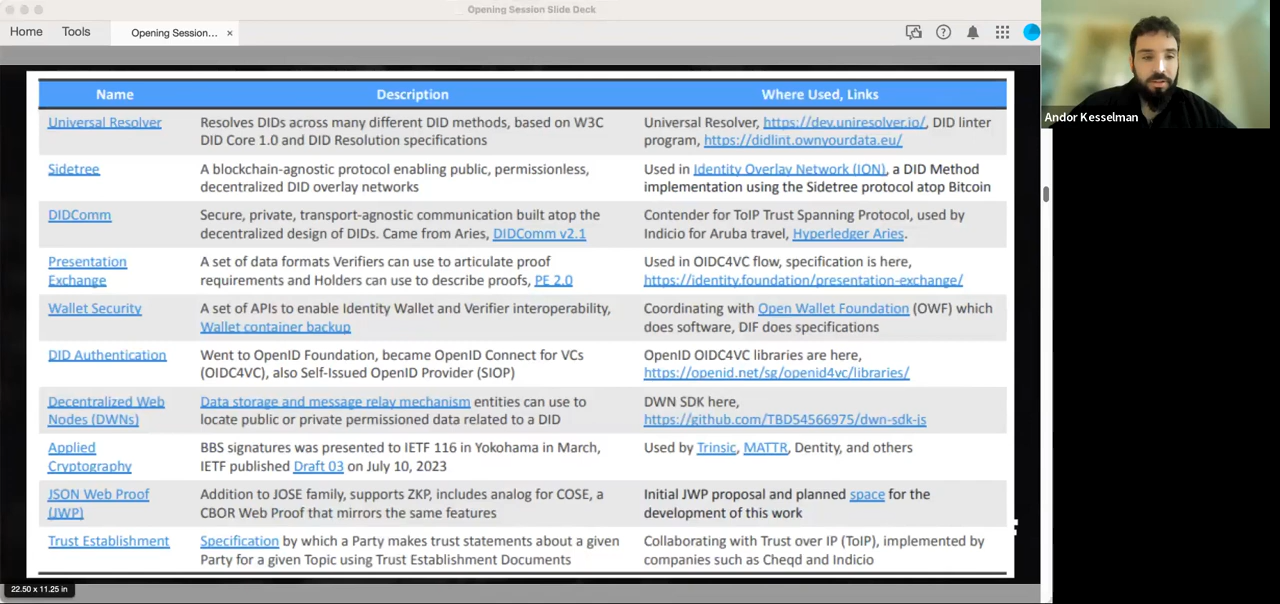 Opening Session Slide Deck
Home Tools Opening Session... ×
Andor Kesselman
Name Description Where Used, Links
Universal Resolver
Resolves DIDs across many different DID methods, based on W3C
DID Core 1.0 and DID Resolution specifications
Universal Resolver, https://dev.uniresolver.io/, DID linter
program, https://didlint.ownyourdata.eu/
Sidetree
A blockchain-agnostic protocol enabling public, permissionless,
decentralized DID overlay networks
Used in Identity Overlay Network (ION), a DID Method
implementation using the Sidetree protocol atop Bitcoin
DIDComm
Secure, private, transport-agnostic communication built atop the
decentralized design of DIDs. Came from Aries, DIDComm v2.1
Contender for ToIP Trust Spanning Protocol, used by
Indicio for Aruba travel, Hyperledger Aries.
Presentation
Exchange
A set of data formats Verifiers can use to articulate proof
requirements and Holders can use to describe proofs, PE 2.0
Used in OIDC4VC flow, specification is here,
https://identity.foundation/presentation-exchange/
Wallet Security
A set of APIs to enable Identity Wallet and Verifier interoperability,
Wallet container backup
Coordinating with Open Wallet Foundation (OWF) which
does software, DIF does specifications
DID Authentication
Went to OpenID Foundation, became OpenID Connect for VCs
(OIDC4VC), also Self-Issued OpenID Provider (SIOP)
OpenID OIDC4VC libraries are here,
https://openid.net/sg/openid4vc/libraries/
Decentralized Web
Nodes (DWNs)
Data storage and message relay mechanism entities can use to
locate public or private permissioned data related to a DID
DWN SDK here,
https://github.com/TBD54566975/dwn-sdk-js
Applied
Cryptography
BBS signatures was presented to IETF 116 in Yokohama in March,
IETF published Draft 03 on July 10, 2023
Used by Trinsic, MATTR, Dentity, and others
JSON Web Proof
(JWP)
Addition to JOSE family, supports ZKP, includes analog for COSE, a
CBOR Web Proof that mirrors the same features
Initial JWP proposal and planned space for the
development of this work
Trust Establishment
Specification by which a Party makes trust statements about a given
Party for a given Topic using Trust Establishment Documents
Collaborating with Trust over IP (ToIP), implemented by
companies such as Cheqd and Indicio
22.50 x 11.25 in